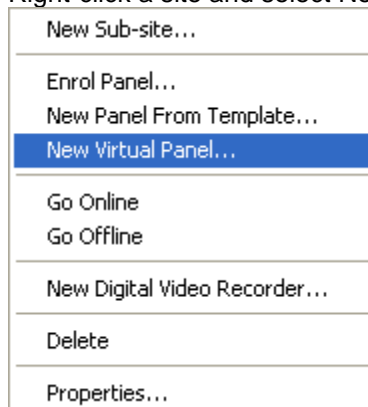 Right-click a site and select
New Sub-site...
Enrol Panel...
New Panel From Template...
New Virtual Panel...
Go Online
Go Offline
New Digital Video Recorder...
Delete
Properties...